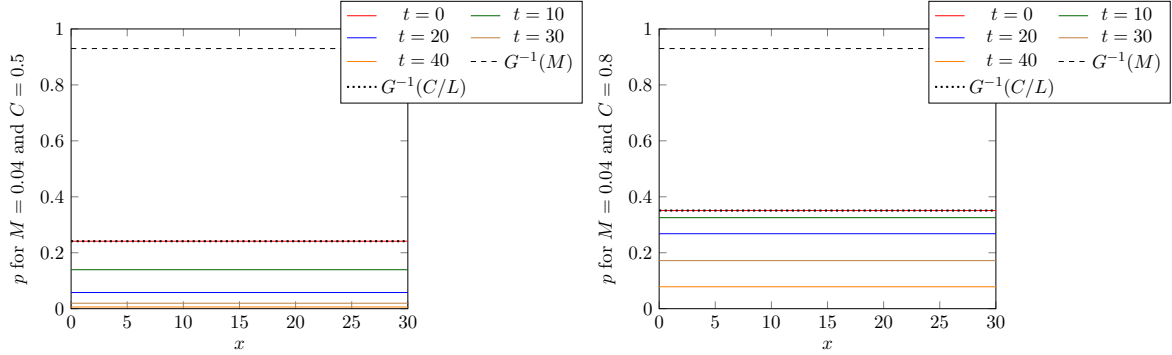 t = 0 t = 10
t = 20 t = 30
t = 40 G⁻¹(M)
G⁻¹(C/L)
1
0.8
0.6
0.4
0.2
0
0 5 10 15 20 25 30
x
p for M = 0.04 and C = 0.5
t = 0 t = 10
t = 20 t = 30
t = 40 G⁻¹(M)
G⁻¹(C/L)
1
0.8
0.6
0.4
0.2
0
0 5 10 15 20 25 30
x
p for M = 0.04 and C = 0.8